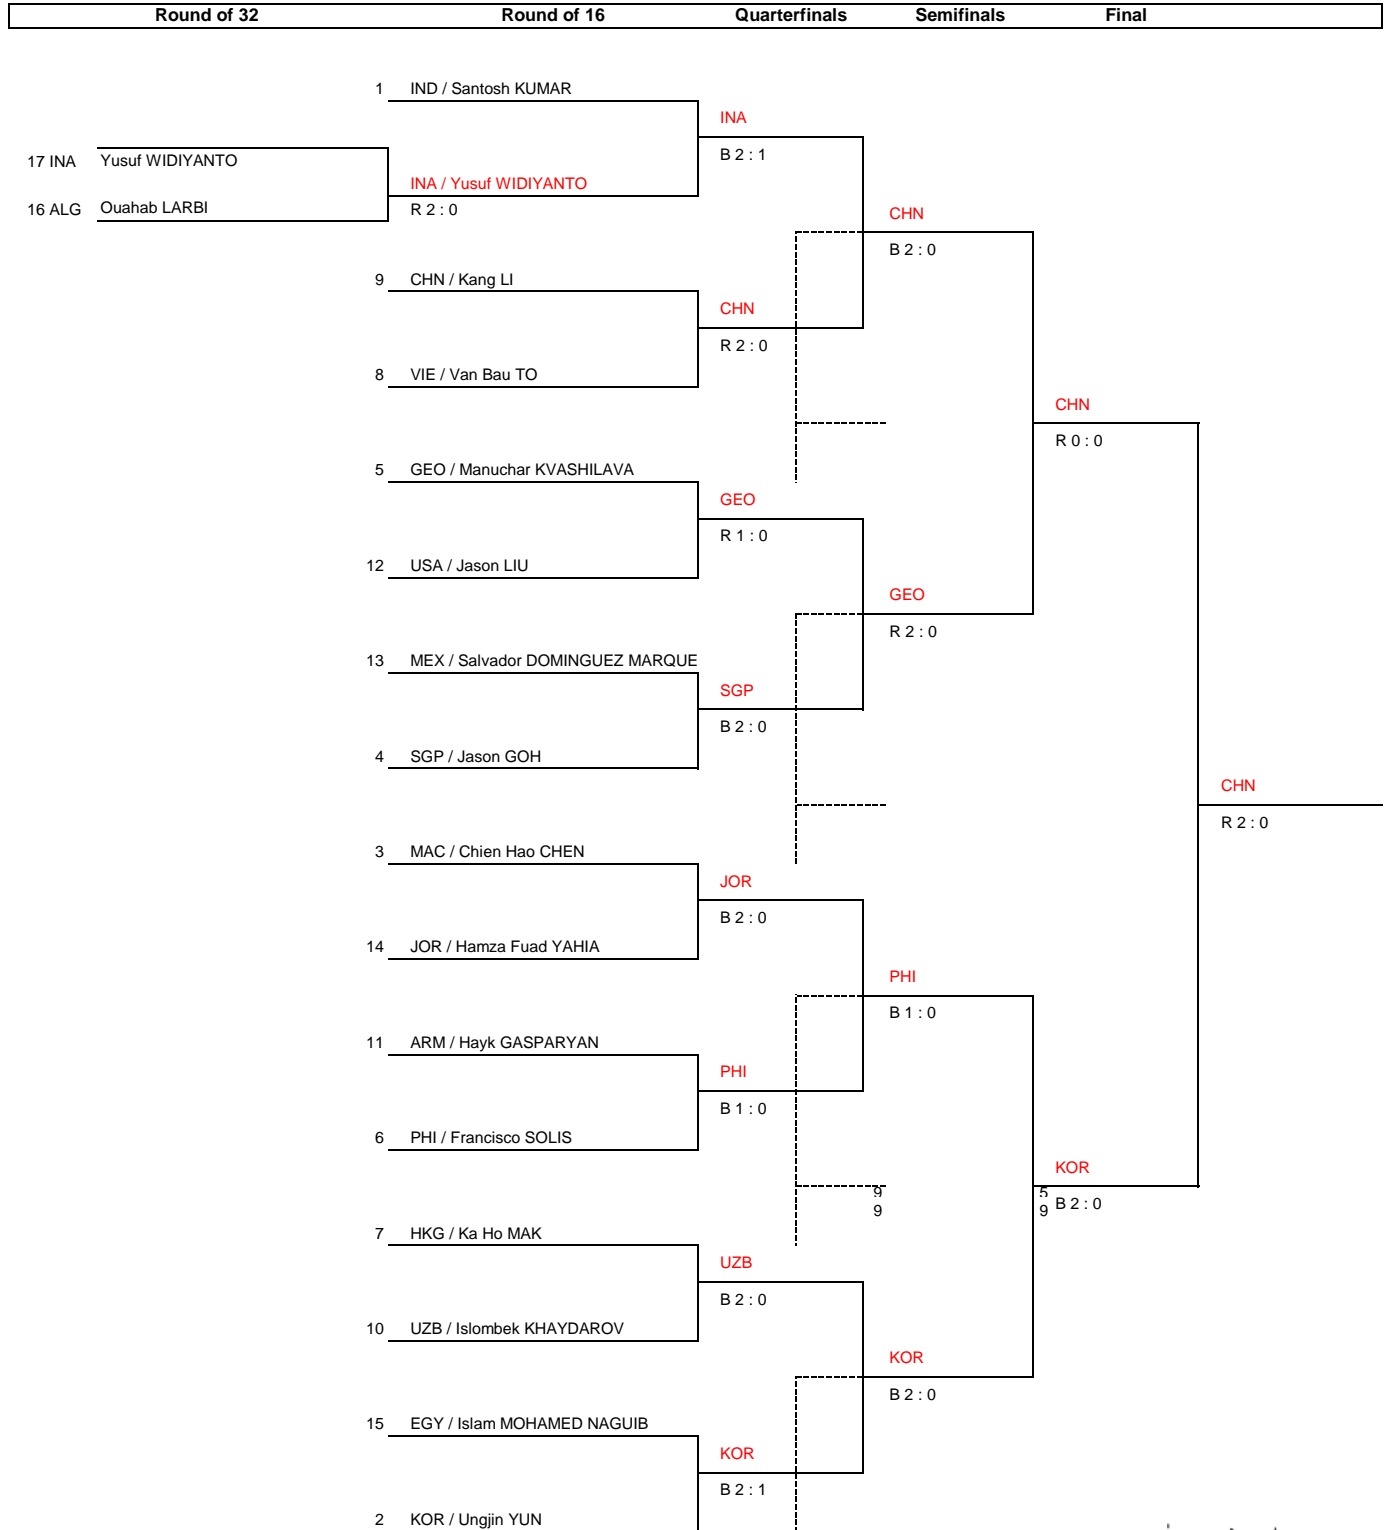 Round of 32 Round of 16 Quarterfinals Semifinals Final
1 IND / Santosh KUMAR
INA
B 2 : 1
17 INA Yusuf WIDIYANTO
INA / Yusuf WIDIYANTO
16 ALG Ouahab LARBI
R 2 : 0
CHN
B 2 : 0
9 CHN / Kang LI
CHN
R 2 : 0
8 VIE / Van Bau TO
CHN
R 0 : 0
5 GEO / Manuchar KVASHILAVA
GEO
R 1 : 0
12 USA / Jason LIU
GEO
R 2 : 0
13 MEX / Salvador DOMINGUEZ MARQUE
SGP
B 2 : 0
4 SGP / Jason GOH
CHN
R 2 : 0
3 MAC / Chien Hao CHEN
JOR
B 2 : 0
14 JOR / Hamza Fuad YAHIA
PHI
B 1 : 0
11 ARM / Hayk GASPARYAN
PHI
B 1 : 0
6 PHI / Francisco SOLIS
KOR
9 5
9 9 B 2 : 0
7 HKG / Ka Ho MAK
UZB
B 2 : 0
10 UZB / Islombek KHAYDAROV
KOR
B 2 : 0
15 EGY / Islam MOHAMED NAGUIB
KOR
B 2 : 1
2 KOR / Ungjin YUN